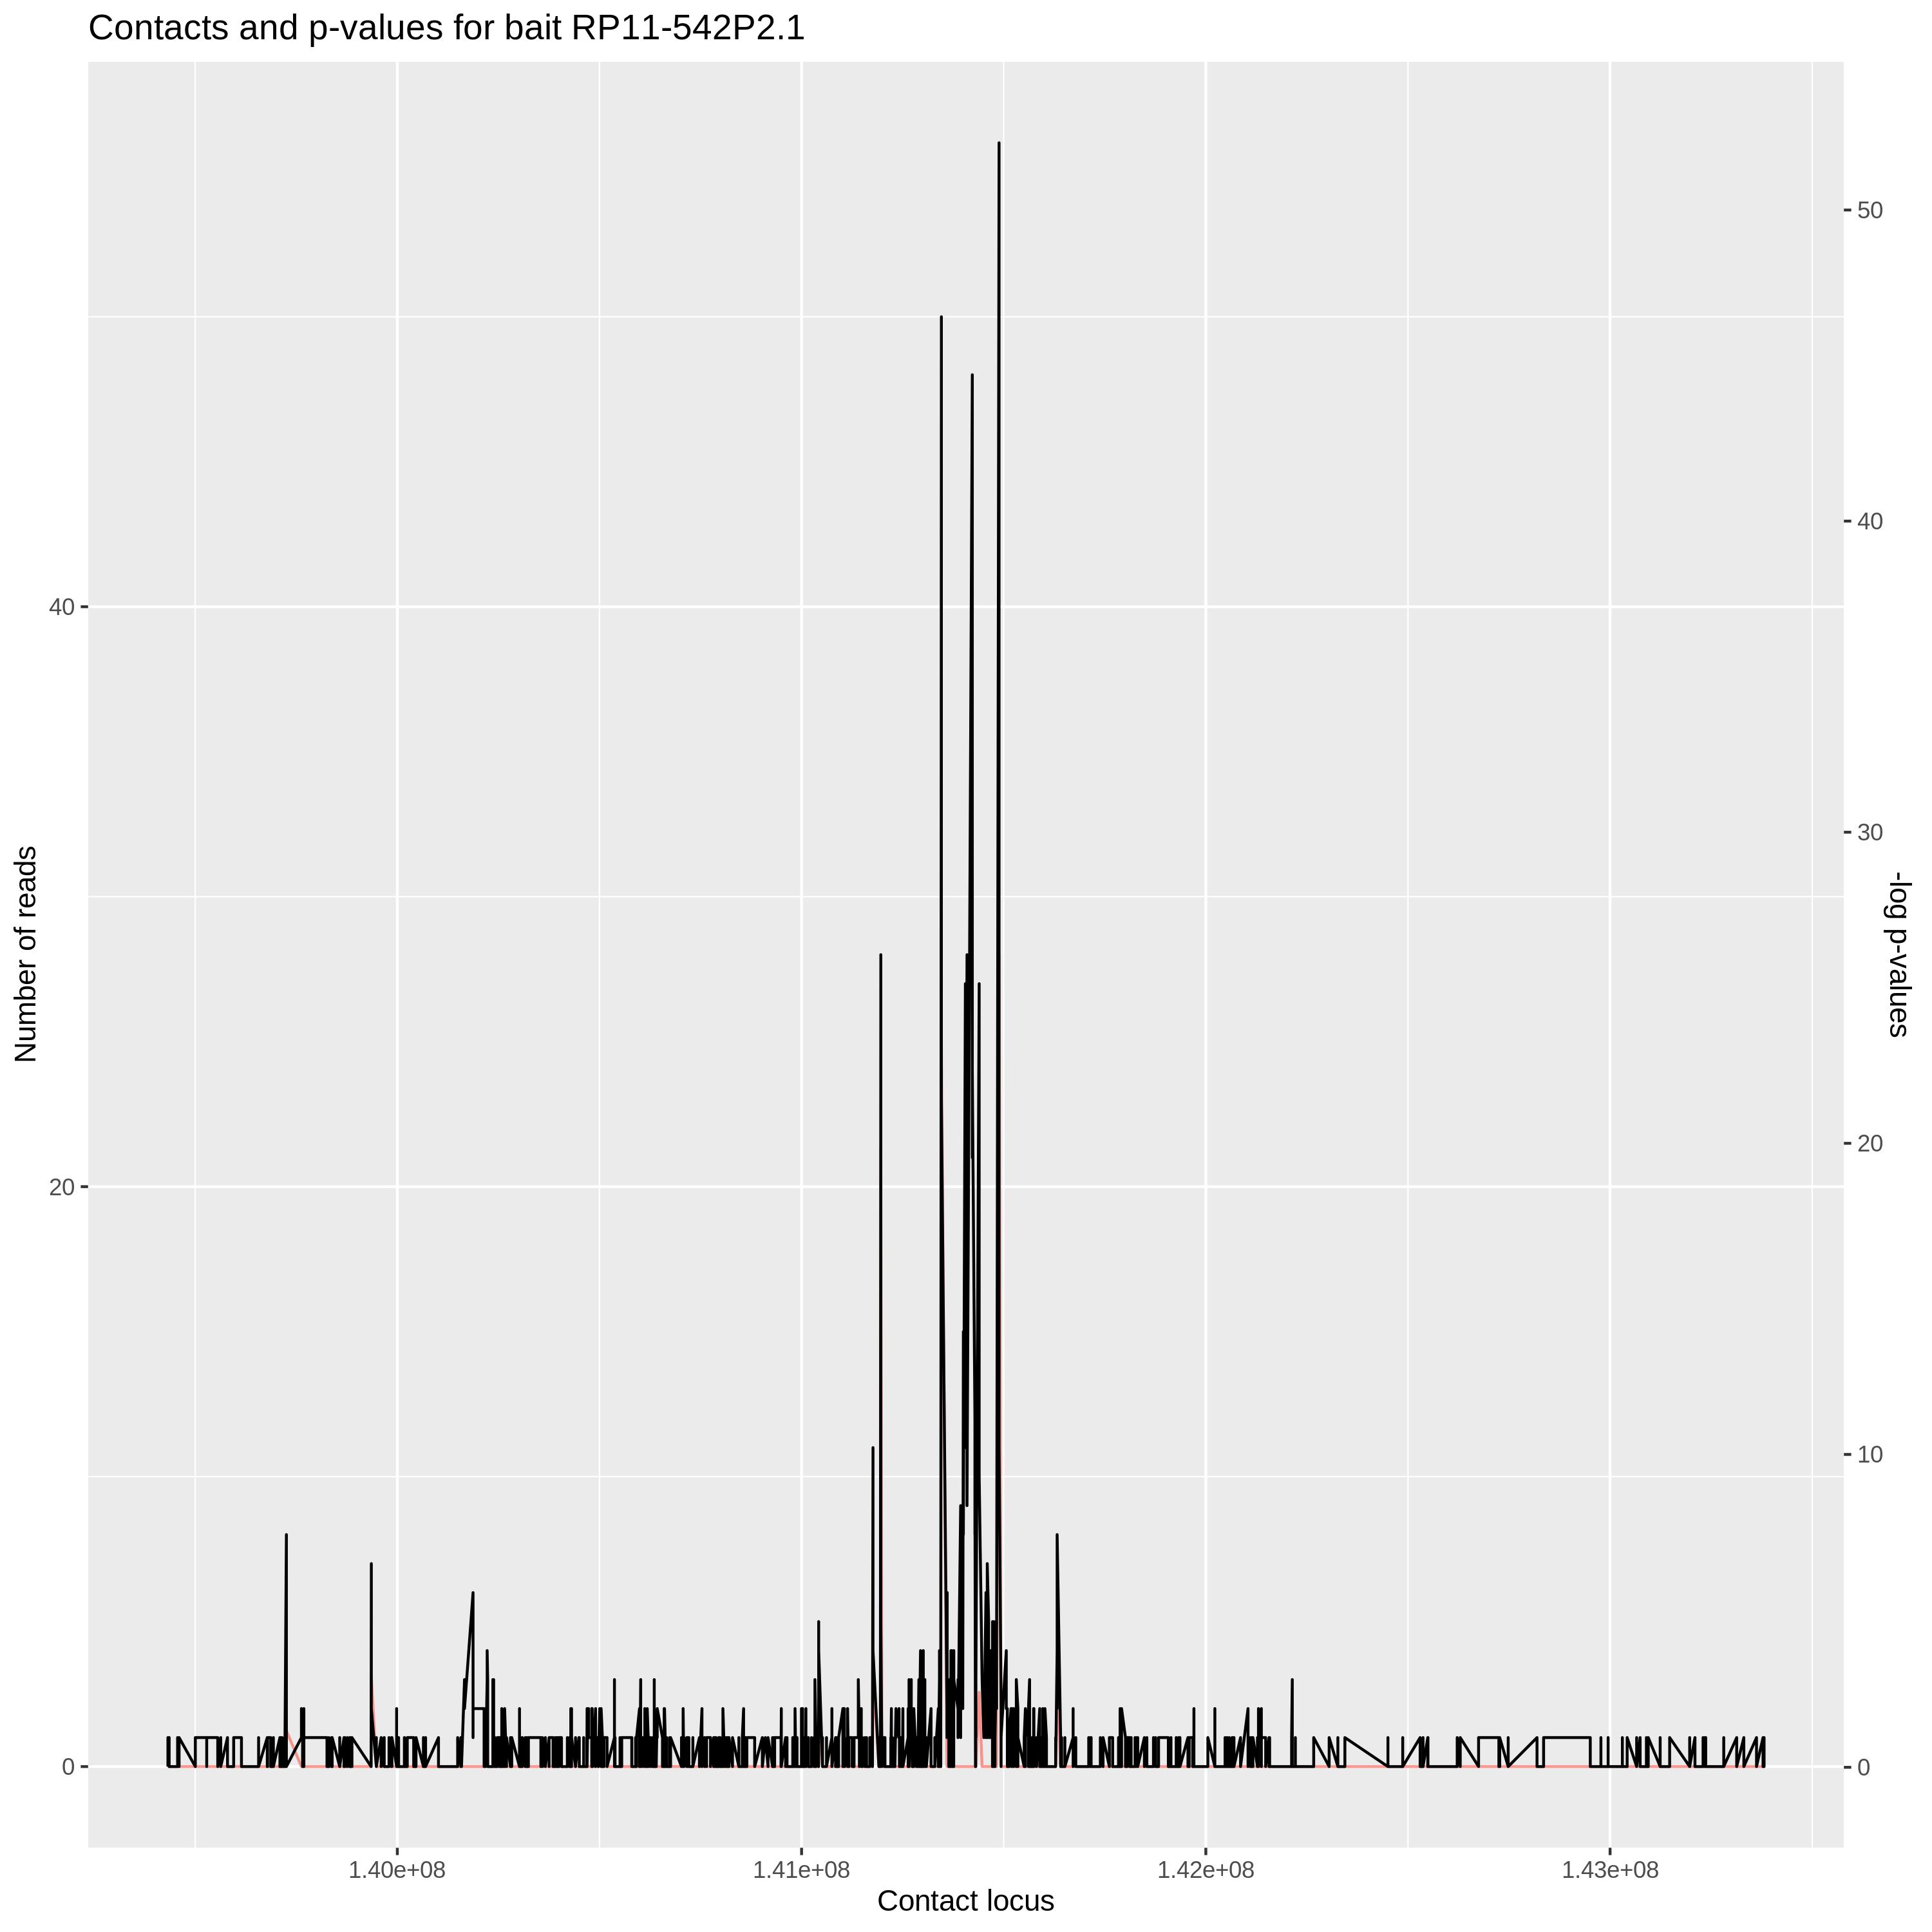 Contacts and p-values for bait RP11-542P2.1
Number of reads
40
20
0
50
40
30
20
10
0
-log p-values
1.40e+08
1.41e+08
1.42e+08
1.43e+08
Contact locus